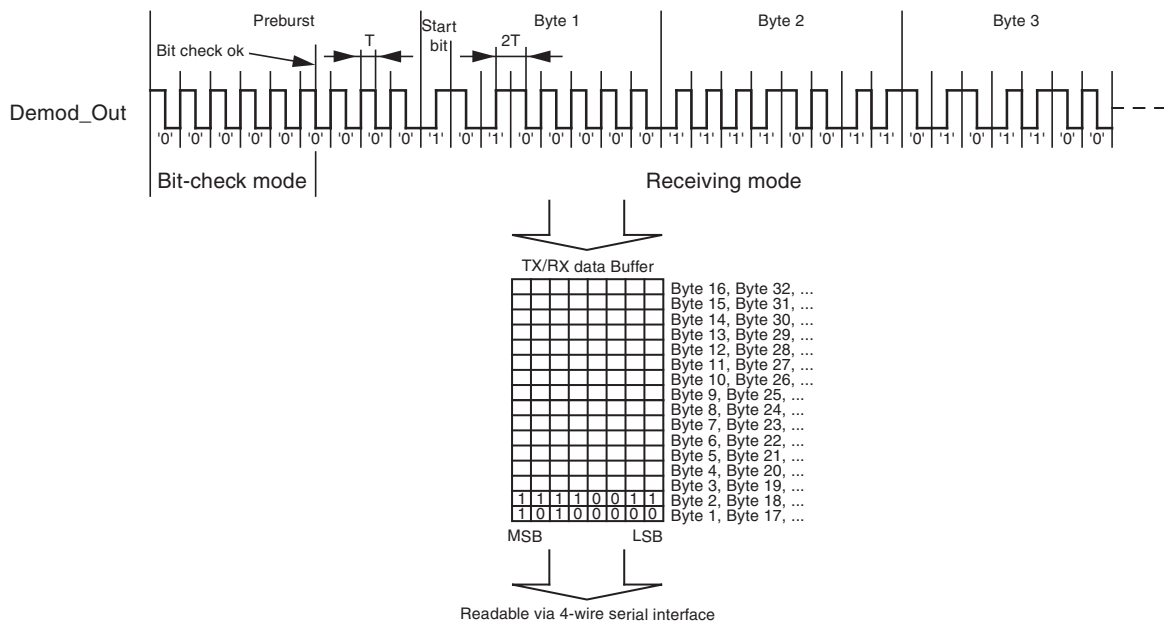 Preburst Byte 1 Byte 2 Byte 3
Start
bit
T 2T
Bit check ok
Demod_Out
'0' '0' '0' '0' '0' '0' '0' '0' '0' '1' '0' '1' '0' '0' '0' '0' '0' '1' '1' '1' '1' '0' '0' '1' '1' '0' '1' '0' '1' '1' '0' '0'
Bit-check mode Receiving mode
TX/RX data Buffer
Byte 16, Byte 32, ...
Byte 15, Byte 31, ...
Byte 14, Byte 30, ...
Byte 13, Byte 29, ...
Byte 12, Byte 28, ...
Byte 11, Byte 27, ...
Byte 10, Byte 26, ...
Byte 9, Byte 25, ...
Byte 8, Byte 24, ...
Byte 7, Byte 23, ...
Byte 6, Byte 22, ...
Byte 5, Byte 21, ...
Byte 4, Byte 20, ...
Byte 3, Byte 19, ...
1 1 1 1 0 0 1 1 Byte 2, Byte 18, ...
1 0 1 0 0 0 0 0 Byte 1, Byte 17, ...
MSB LSB
Readable via 4-wire serial interface